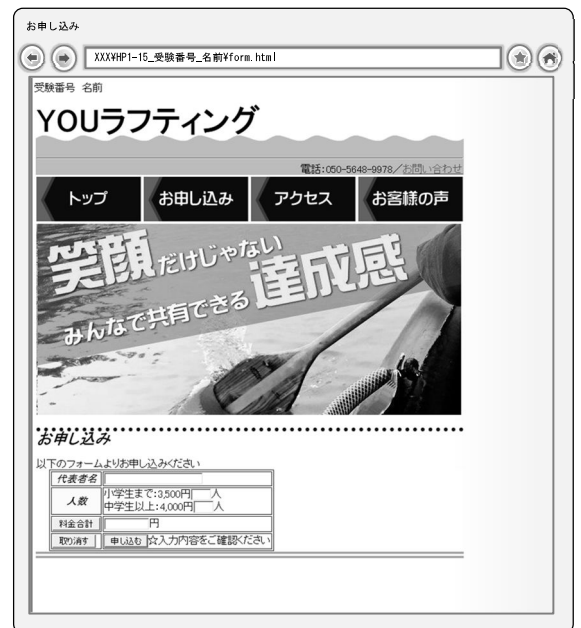 お申し込み
XXX¥HP1-15_受験番号_名前¥form.html
受験番号 名前
YOUラフティング
電話:050-5648-9978/お問い合わせ
トップ お申し込み アクセス お客様の声
笑顔だけじゃない達成感
みんなで共有できる
お申し込み
以下のフォームよりお申し込みください
代表者名
人数 小学生まで:3,500円 人
中学生以上:4,000円 人
料金合計 円
取り消す 申し込む ☆入力内容をご確認ください